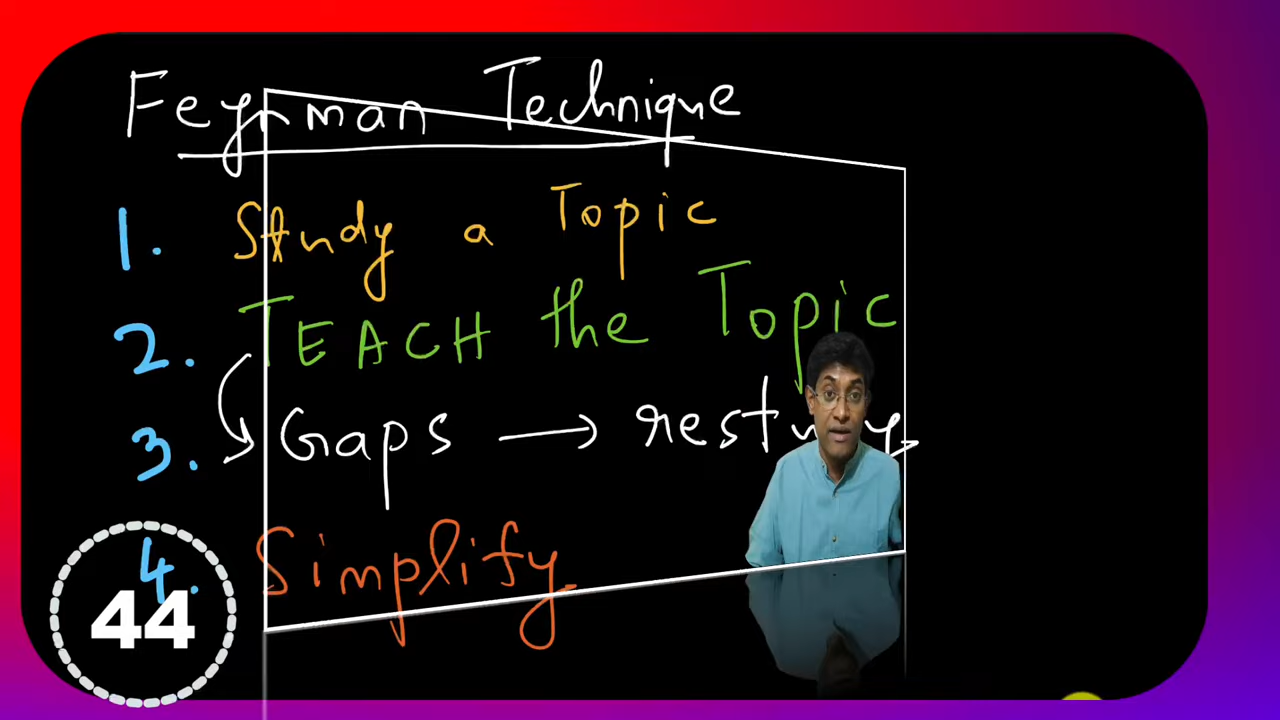 Feynman Technique
1. Study a Topic
2. TEACH the Topic
3. Gaps → restudy
4. Simplify
44